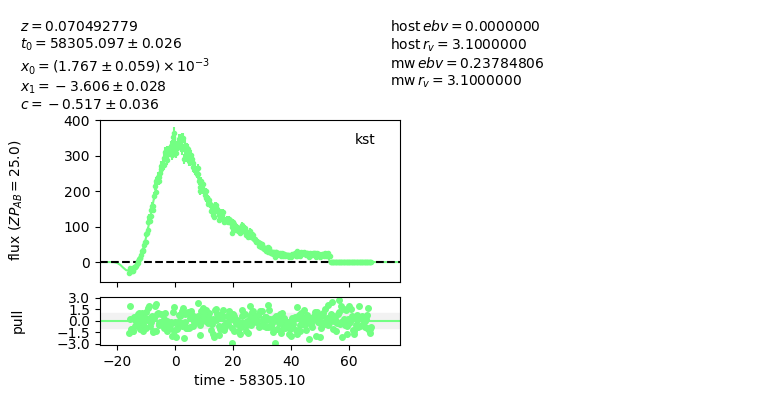 z = 0.070492779
t₀ = 58305.097 ± 0.026
x₀ = (1.767 ± 0.059) × 10⁻³
x₁ = −3.606 ± 0.028
c = −0.517 ± 0.036
host ebv = 0.0000000
host r_v = 3.1000000
mw ebv = 0.23784806
mw r_v = 3.1000000
flux (ZP_AB = 25.0)
400
300
200
100
0
kst
pull
3.0
1.5
0.0
−1.5
−3.0
−20 0 20 40 60
time - 58305.10